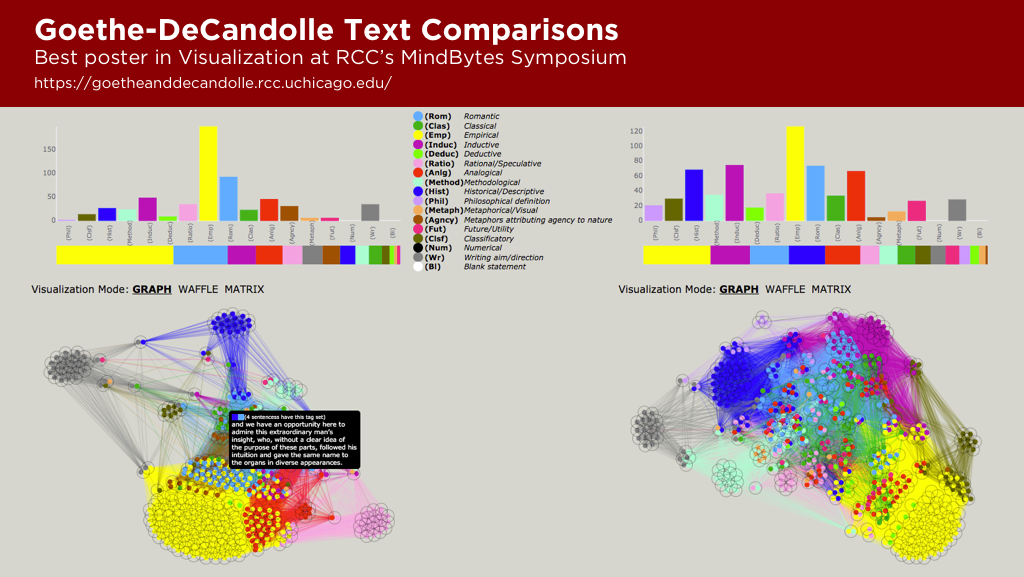 Goethe-DeCandolle Text Comparisons
Best poster in Visualization at RCC’s MindBytes Symposium
https://goetheanddecandolle.rcc.uchicago.edu/
150
100
50
0
(Phil)
(Clsf)
(Hist)
(Method)
(Induc)
(Deduc)
(Ratio)
(Emp)
(Rom)
(Clas)
(Anlg)
(Agncy)
(Metaph)
(Fut)
(Num)
(Wr)
(Bl)
(Rom) Romantic
(Clas) Classical
(Emp) Empirical
(Induc) Inductive
(Deduc) Deductive
(Ratio) Rational/Speculative
(Anlg) Analogical
(Method) Methodological
(Hist) Historical/Descriptive
(Phil) Philosophical definition
(Metaph) Metaphorical/Visual
(Agncy) Metaphors attributing agency to nature
(Fut) Future/Utility
(Clsf) Classificatory
(Num) Numerical
(Wr) Writing aim/direction
(Bl) Blank statement
120
100
80
60
40
20
0
(Phil)
(Clsf)
(Hist)
(Method)
(Induc)
(Deduc)
(Ratio)
(Emp)
(Rom)
(Clas)
(Anlg)
(Agncy)
(Metaph)
(Fut)
(Num)
(Wr)
(Bl)
Visualization Mode: GRAPH WAFFLE MATRIX
Visualization Mode: GRAPH WAFFLE MATRIX
(4 sentencess have this tag set)
and we have an opportunity here to
admire this extraordinary man's
insight, who, without a clear idea of
the purpose of these parts, followed his
intuition and gave the same name to
the organs in diverse appearances.